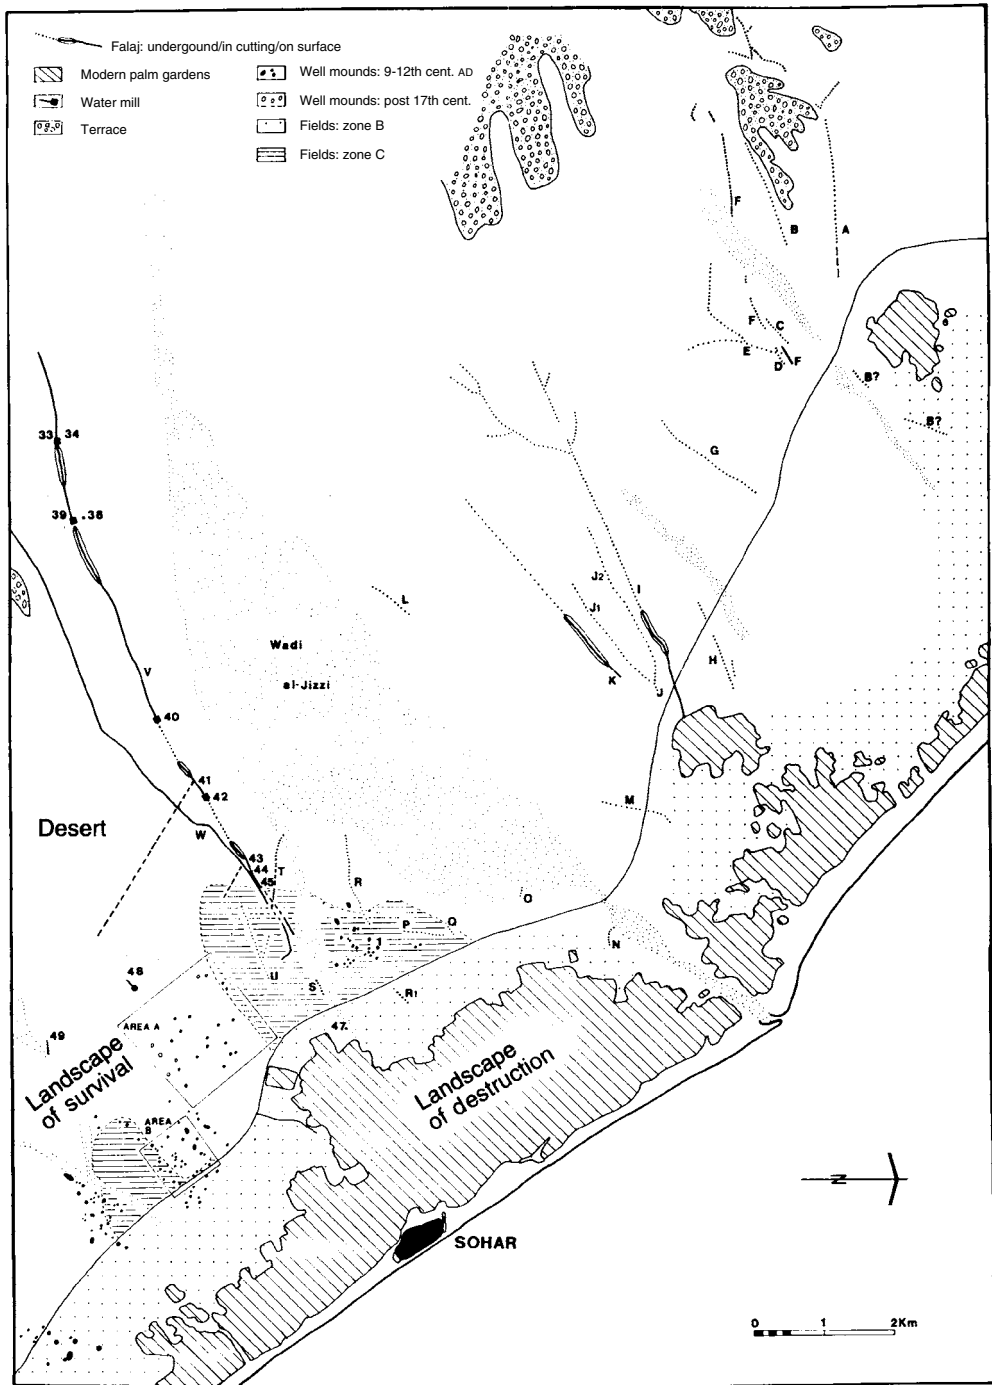 Falaj: undergound/in cutting/on surface
Modern palm gardens
Water mill
Terrace
Well mounds: 9-12th cent. AD
Well mounds: post 17th cent.
Fields: zone B
Fields: zone C
F
B
A
F
C
E
D
F
6
B?
B?
G
33 34
39 .38
L
J2
J1
I
H
K
J
Wadi
al-Jizzi
V
40
41
42
M
Desert
W
43
44
45
T
R
O
P
Q
N
U
S
R1
48
47.
AREA A
49
Landscape
of survival
Landscape
of destruction
AREA
B
N
SOHAR
0 1 2Km